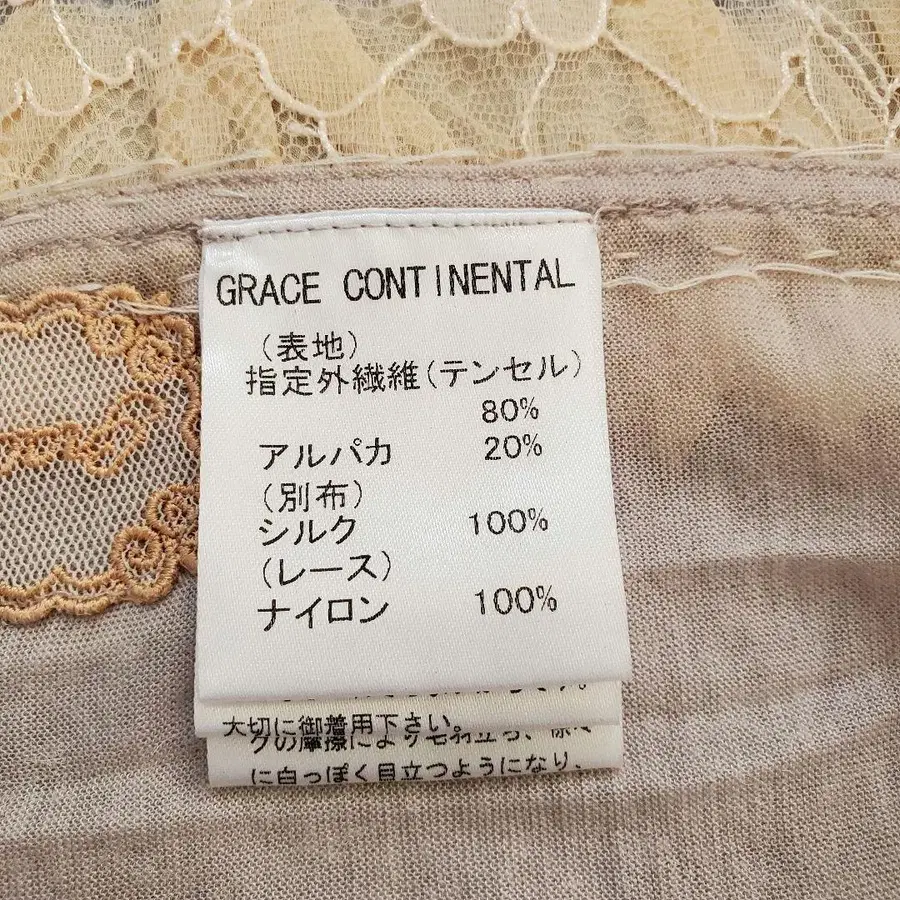 GRACE CONTINENTAL
（表地）
指定外繊維（テンセル）
80%
アルパカ 20%
（別布）
シルク 100%
（レース）
ナイロン 100%
大切に御着用下さい。
に白っぽく目立つようになり、